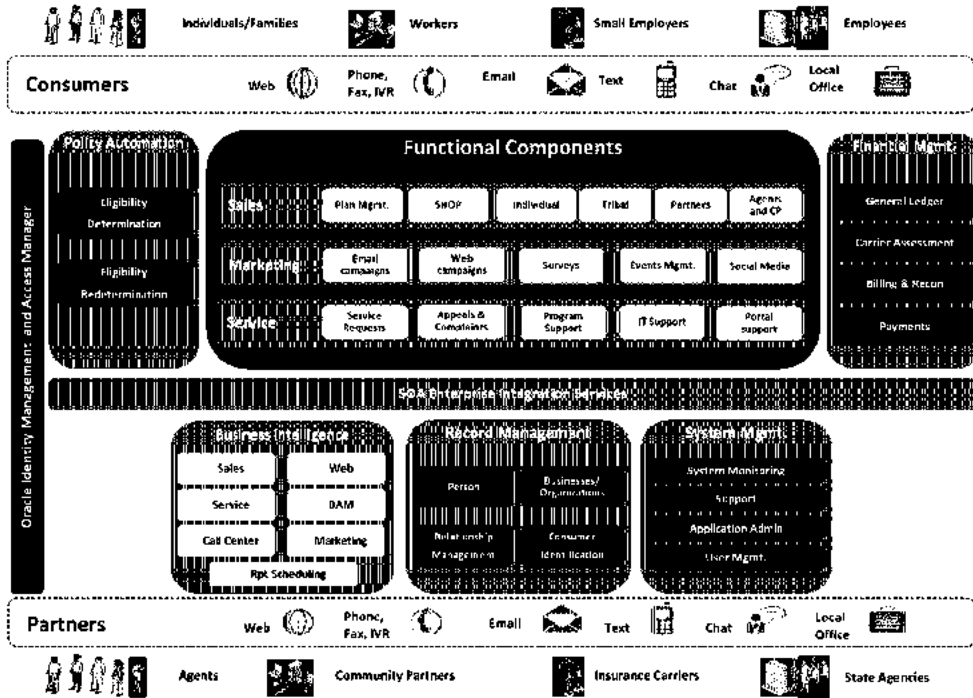 Individuals/Families
Workers
Small Employers
Employees
Consumers
Web
Phone,
Fax, IVR
Email
Text
Chat
Local
Office
Oracle Identity Management and Access Manager
Policy Automation
Eligibility
Determination
Eligibility
Redetermination
Functional Components
Sales
Plan Mgmt.
SHOP
Individual
Tribal
Partners
Agents
and CP
Marketing
Email
campaigns
Web
campaigns
Surveys
Events Mgmt.
Social Media
Service
Service
Requests
Appeals &
Complaints
Program
Support
IT Support
Portal
support
Financial Mgmt.
General Ledger
Carrier Assessment
Billing & Recon
Payments
SOA Enterprise Integration Services
Business Intelligence
Sales
Web
Service
BAM
Call Center
Marketing
Rpt Scheduling
Record Management
Person
Businesses/
Organizations
Relationship
Management
Consumer
Identification
System Mgmt.
System Monitoring
Support
Application Admin
User Mgmt.
Partners
Web
Phone,
Fax, IVR
Email
Text
Chat
Local
Office
Agents
Community Partners
Insurance Carriers
State Agencies